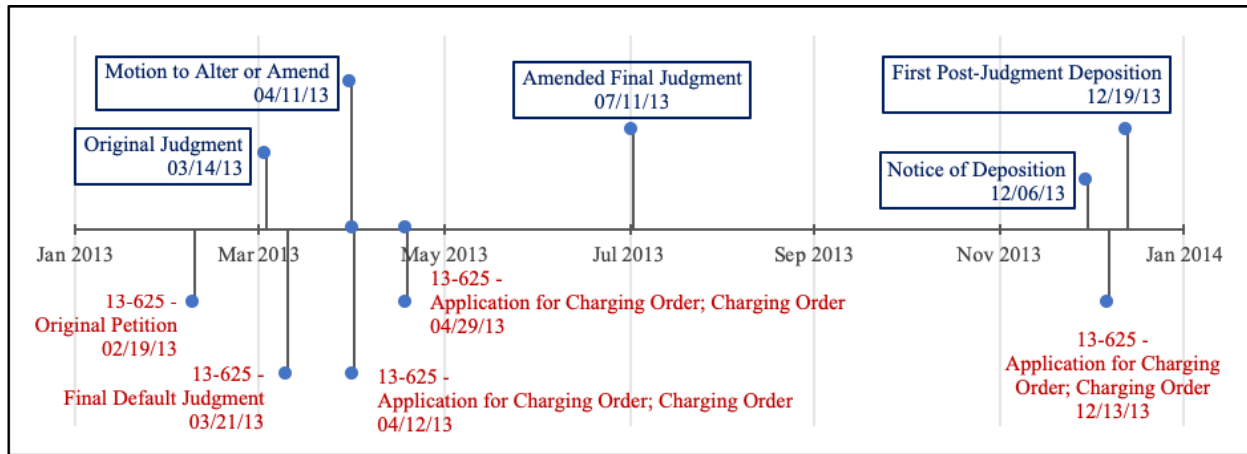 Motion to Alter or Amend
04/11/13
Original Judgment
03/14/13
Amended Final Judgment
07/11/13
First Post-Judgment Deposition
12/19/13
Notice of Deposition
12/06/13
Jan 2013
Mar 2013
May 2013
Jul 2013
Sep 2013
Nov 2013
Jan 2014
13-625 -
Original Petition
02/19/13
13-625 -
Final Default Judgment
03/21/13
13-625 -
Application for Charging Order; Charging Order
04/29/13
13-625 -
Application for Charging Order; Charging Order
04/12/13
13-625 -
Application for Charging
Order; Charging Order
12/13/13